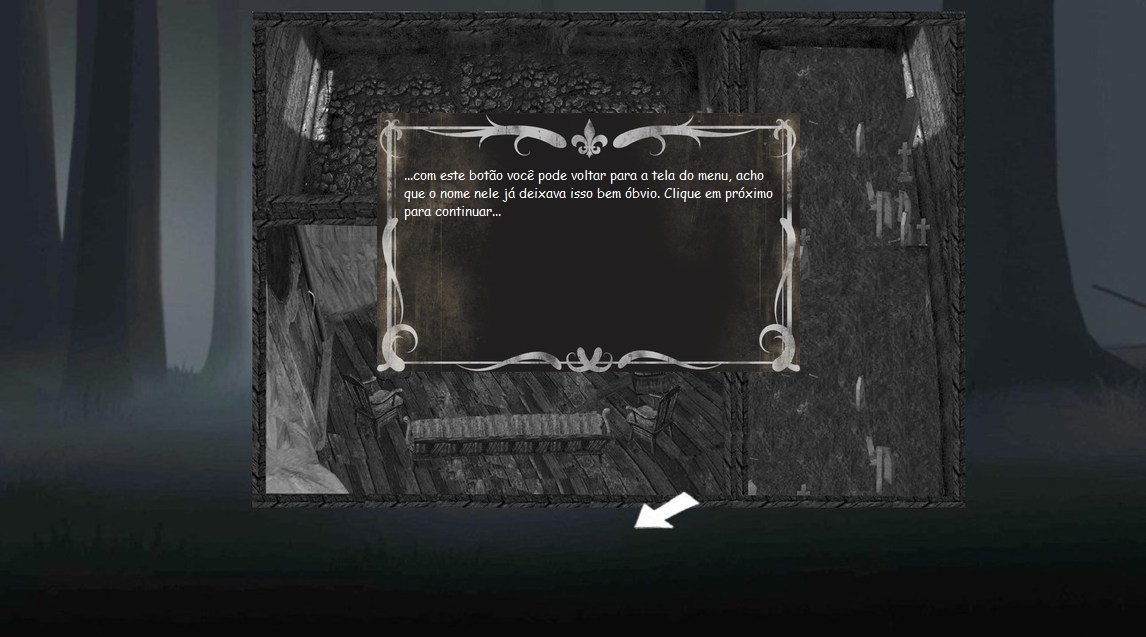 ...com este botão você pode voltar para a tela do menu, acho
que o nome nele já deixava isso bem óbvio. Clique em próximo
para continuar...